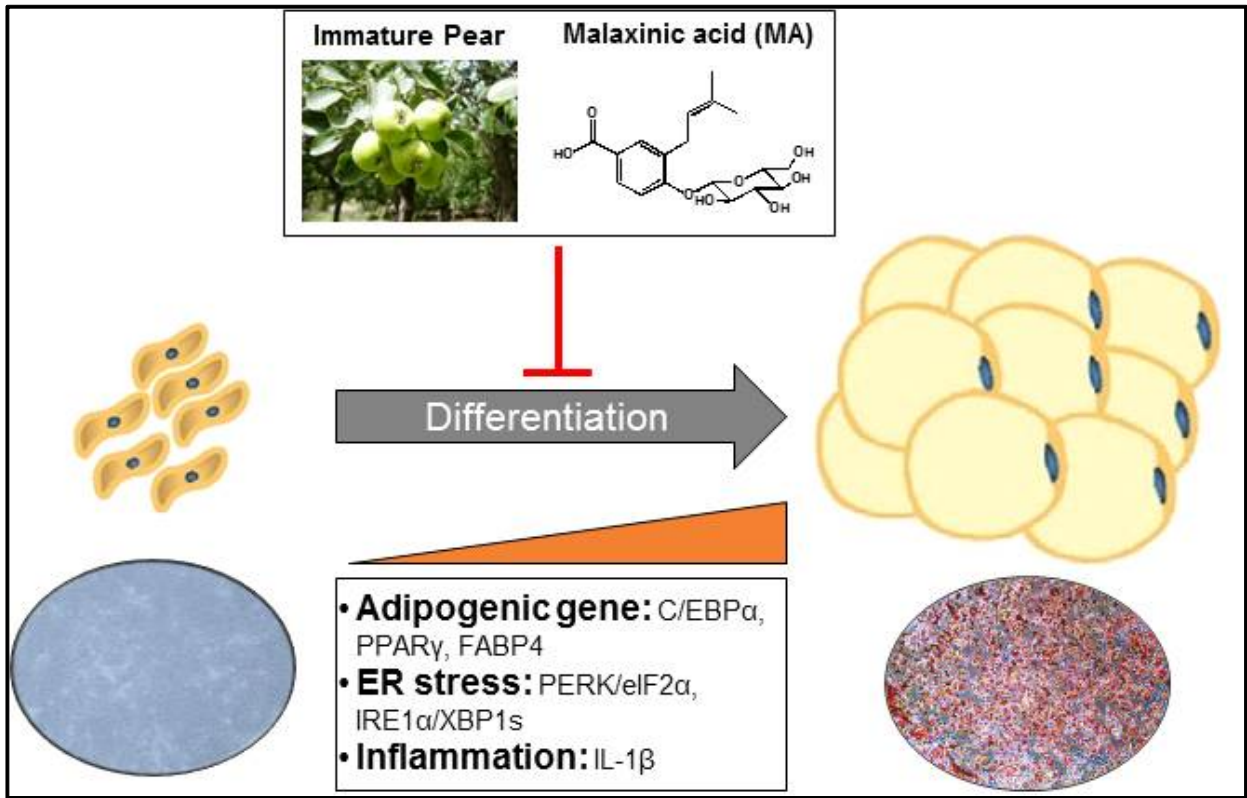 Immature Pear
Malaxinic acid (MA)
O
HO
O
O
OH
HO
OH
OH
Differentiation
• Adipogenic gene: C/EBPα,
PPARγ, FABP4
• ER stress: PERK/eIF2α,
IRE1α/XBP1s
• Inflammation: IL-1β